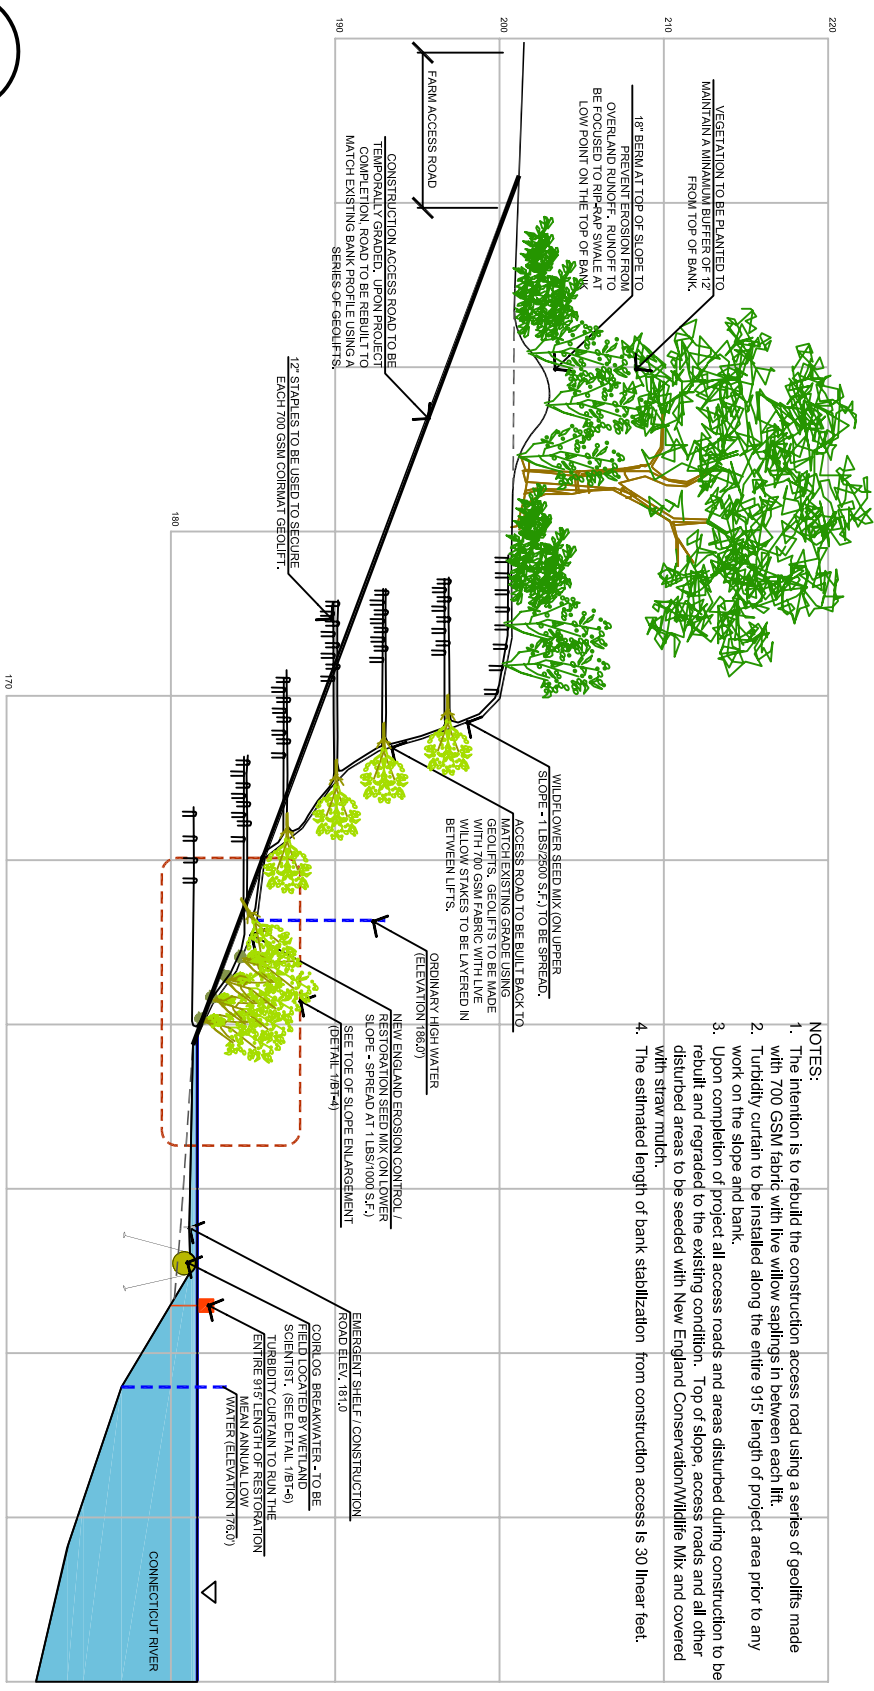 NOTES:
1. The intention is to rebuild the construction access road using a series of geolifts made
with 700 GSM fabric with live willow saplings in between each lift.
2. Turbidity curtain to be installed along the entire 915' length of project area prior to any
work on the slope and bank.
3. Upon completion of project all access roads and areas disturbed during construction to be
rebuilt and regraded to the existing condition. Top of slope, access roads and all other
disturbed areas to be seeded with New England Conservation/Wildlife Mix and covered
with straw mulch.
4. The estimated length of bank stabilization from construction access is 30 linear feet.
220
210
200
190
180
170
VEGETATION TO BE PLANTED TO
MAINTAIN A MINAMUM BUFFER OF 12'
FROM TOP OF BANK.
18" BERM AT TOP OF SLOPE TO
PREVENT EROSION FROM
OVERLAND RUNOFF. RUNOFF TO
BE FOCUSED TO RIP-RAP SWALE AT
LOW POINT ON THE TOP OF BANK
FARM ACCESS ROAD
CONSTRUCTION ACCESS ROAD TO BE
TEMPORALLY GRADED. UPON PROJECT
COMPLETION, ROAD TO BE REBUILT TO
MATCH EXISTING BANK PROFILE USING A
SERIES OF GEOLIFTS.
12" STAPLES TO BE USED TO SECURE
EACH 700 GSM COIRMAT GEOLIFT.
WILDFLOWER SEED MIX (ON UPPER
SLOPE - 1 LBS/2500 S.F.) TO BE SPREAD.
ACCESS ROAD TO BE BUILT BACK TO
MATCH EXISTING GRADE USING
GEOLIFTS. GEOLIFTS TO BE MADE
WITH 700 GSM FABRIC WITH LIVE
WILLOW STAKES TO BE LAYERED IN
BETWEEN LIFTS.
ORDINARY HIGH WATER
(ELEVATION 186.0')
NEW ENGLAND EROSION CONTROL /
RESTORATION SEED MIX (ON LOWER
SLOPE - SPREAD AT 1 LBS/1000 S.F.)
SEE TOE OF SLOPE ENLARGEMENT
(DETAIL 1/BT-4)
EMERGENT SHELF / CONSTRUCTION
ROAD ELEV. 181.0
COIRLOG BREAKWATER - TO BE
FIELD LOCATED BY WETLAND
SCIENTIST. (SEE DETAIL 1/BT-6)
TURBIDITY CURTAIN TO RUN THE
ENTIRE 915' LENGTH OF RESTORATION
MEAN ANNUAL LOW
WATER (ELEVATION 176.0')
CONNECTICUT RIVER